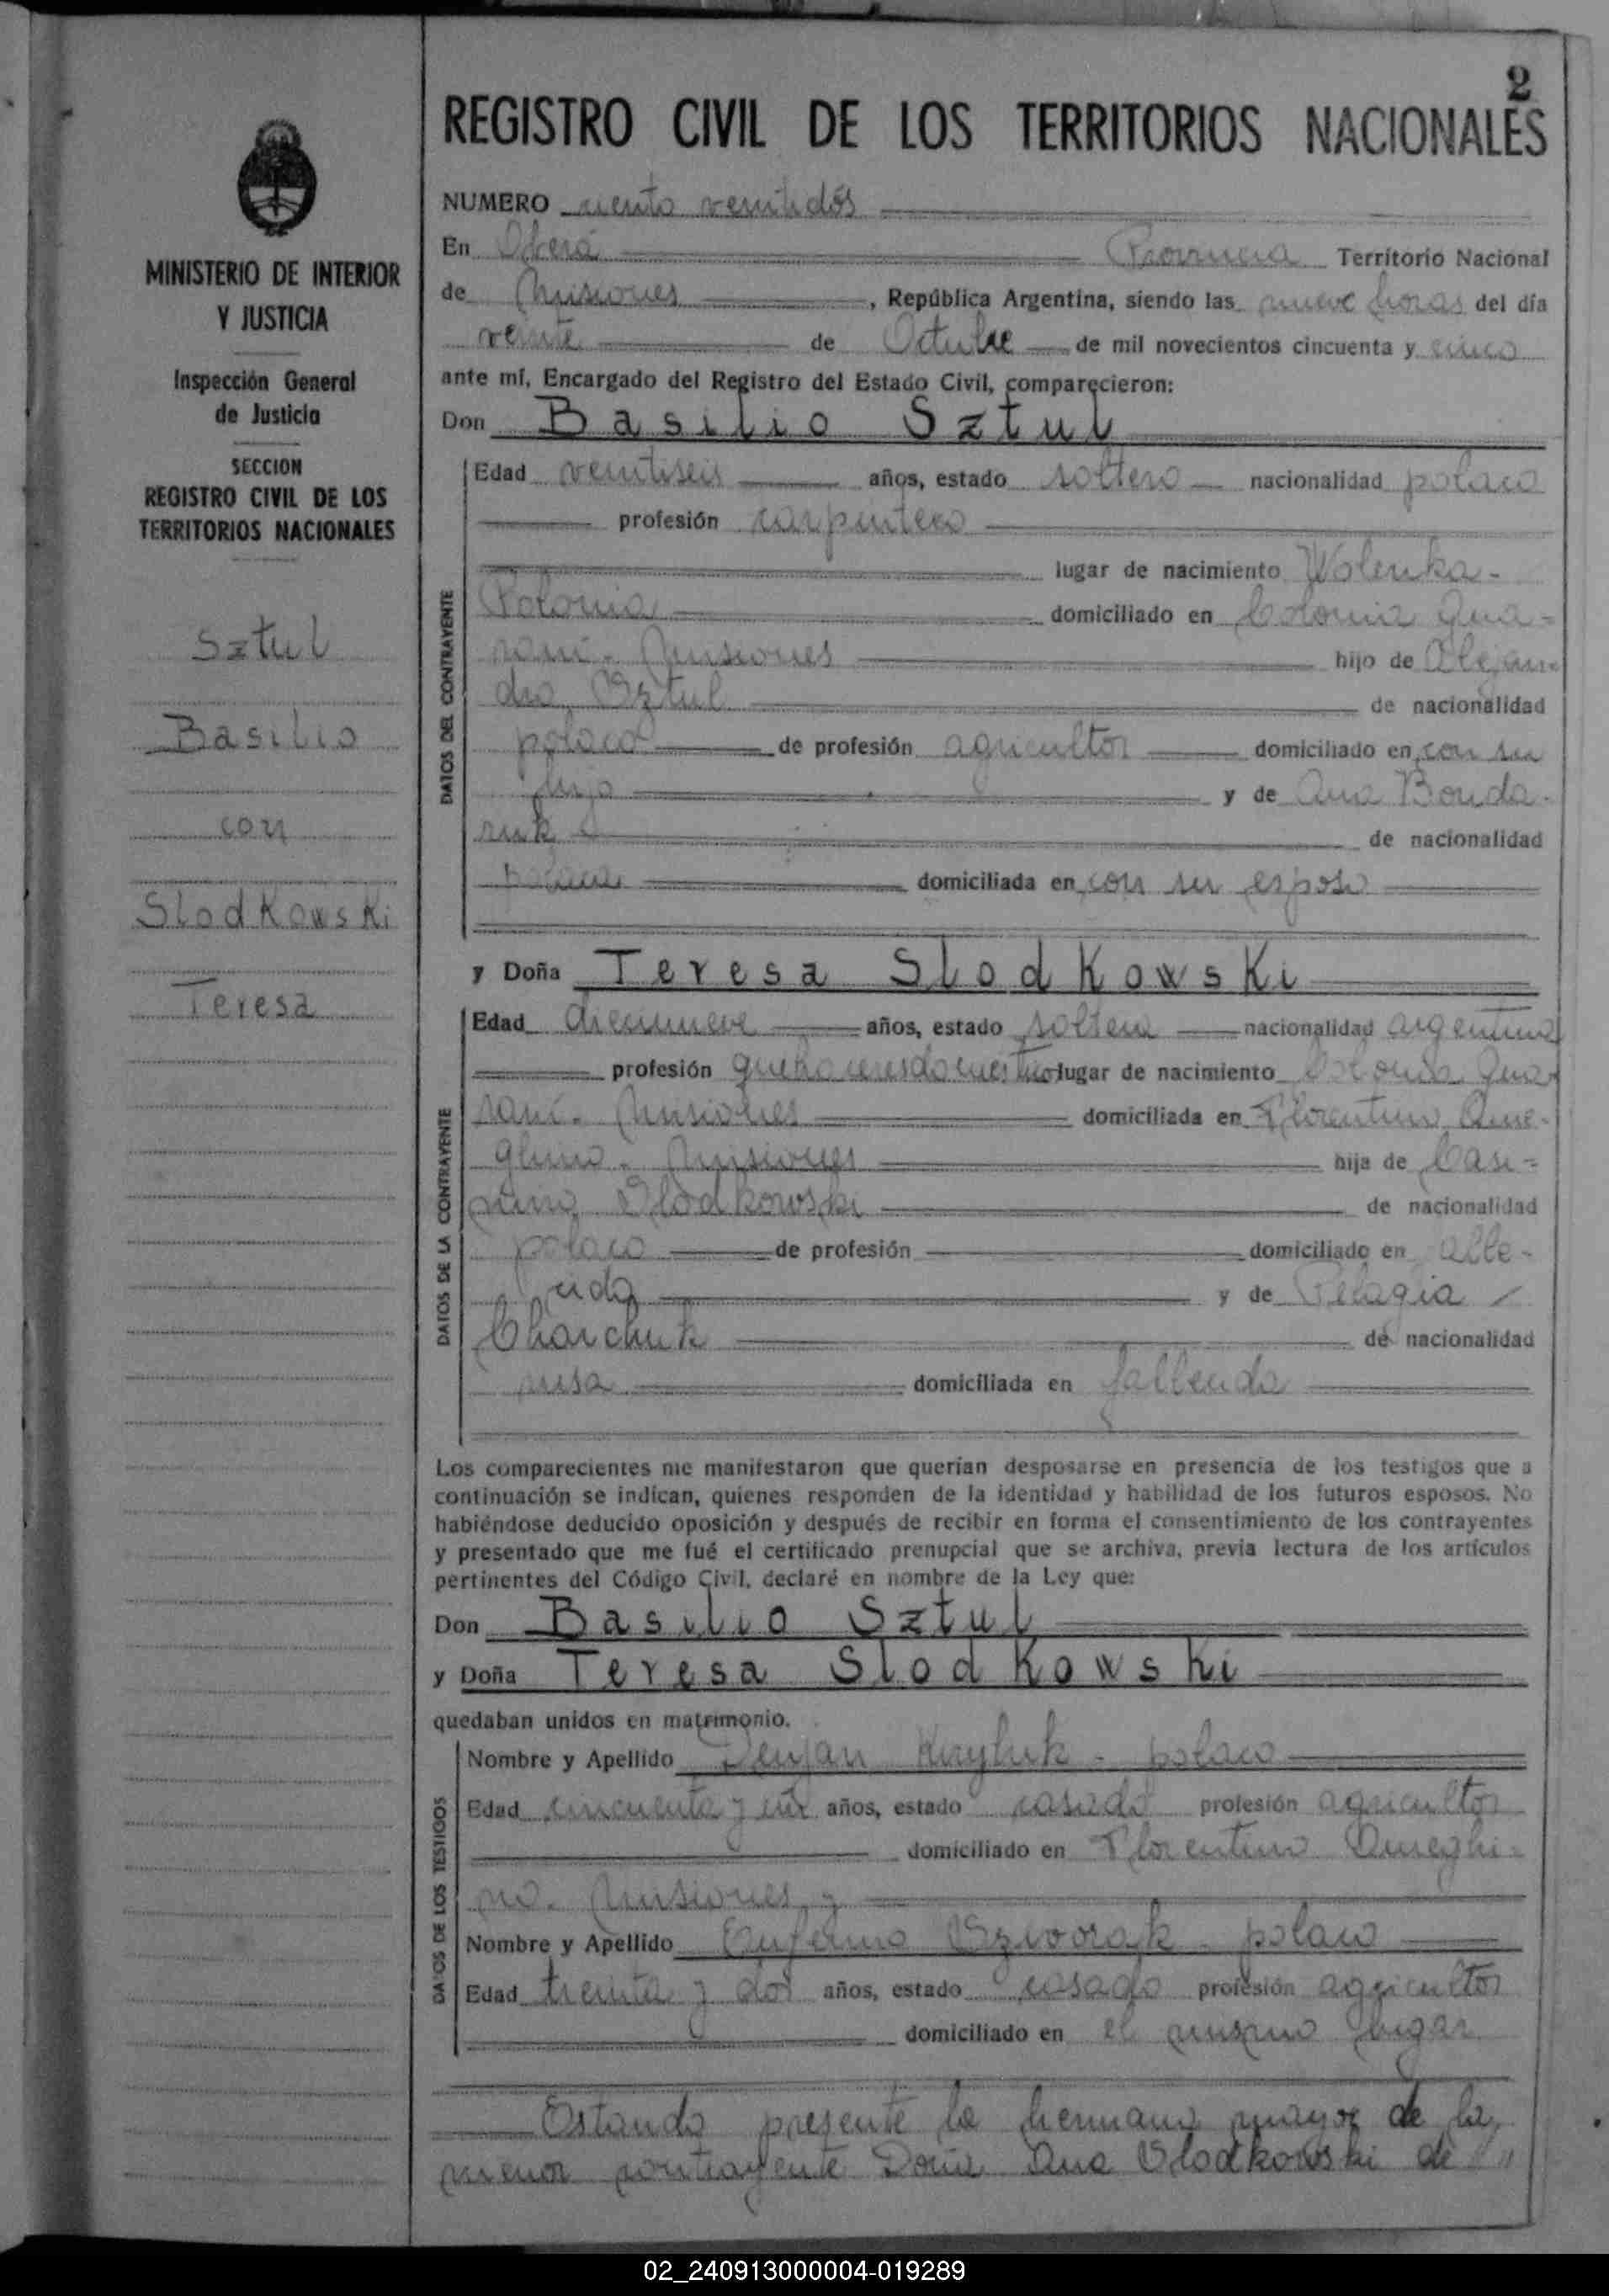 2
REGISTRO CIVIL DE LOS TERRITORIOS NACIONALES
MINISTERIO DE INTERIOR
Y JUSTICIA
Inspección General
de Justicia
SECCION
REGISTRO CIVIL DE LOS
TERRITORIOS NACIONALES
Sztul
Basilio
con
Slodkowski
Teresa
NUMERO ciento veintidós
En Oberá Provincia Territorio Nacional
de Misiones, República Argentina, siendo las nueve horas del día
veinte de Octubre de mil novecientos cincuenta y cinco
ante mí, Encargado del Registro del Estado Civil, comparecieron:
Don Basilio Sztul
DATOS DEL CONTRAYENTE
Edad veintiseis años, estado soltero nacionalidad polaco
profesión carpintero
lugar de nacimiento Wolenka-
Polonia domiciliado en Colonia Gua=
raní - Misiones hijo de Alejan=
dro Sztul de nacionalidad
polaco de profesión agricultor domiciliado en con su
hijo y de Ana Bonda-
ruk de nacionalidad
polaca domiciliada en con su esposo
y Doña Teresa Slodkowski
DATOS DE LA CONTRAYENTE
Edad diecinueve años, estado soltera nacionalidad argentina
profesión quehaceres domésticos lugar de nacimiento Colonia Gua=
raní - Misiones domiciliada en Florentino Ame-
ghino - Misiones hija de Casi=
miro Slodkowski de nacionalidad
polaco de profesión domiciliado en
y de Pelagia
Charchuk de nacionalidad
rusa domiciliada en fallecida
Los comparecientes me manifestaron que querían desposarse en presencia de los testigos que a
continuación se indican, quienes responden de la identidad y habilidad de los futuros esposos. No
habiéndose deducido oposición y después de recibir en forma el consentimiento de los contrayentes
y presentado que me fué el certificado prenupcial que se archiva, previa lectura de los artículos
pertinentes del Código Civil, declaré en nombre de la Ley que:
Don Basilio Sztul
y Doña Teresa Slodkowski
quedaban unidos en matrimonio.
DATOS DE LOS TESTIGOS
Nombre y Apellido Demjan - polaco
Edad cincuenta y años, estado casado profesión agricultor
domiciliado en Florentino Ameghi=
no - Misiones y
Nombre y Apellido Eufemio - polaco
Edad treinta y dos años, estado casado profesión agricultor
domiciliado en el mismo lugar
Estando presente la hermana mayor de la
menor contrayente Doña Ana Slodkowski de "
02_240913000004-019289